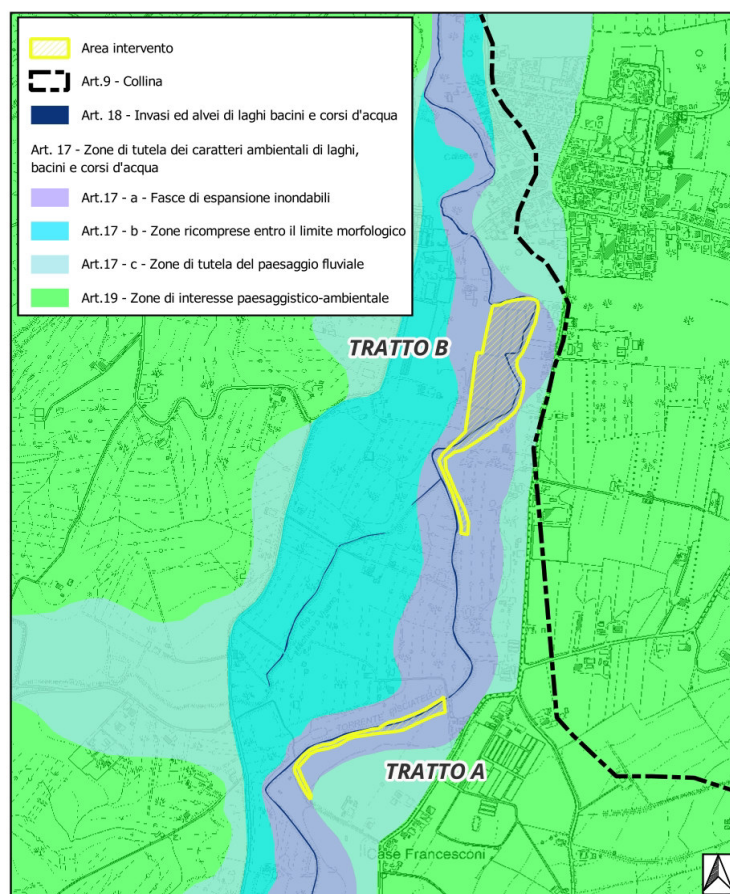 Area intervento
Art.9 - Collina
Art. 18 - Invasi ed alvei di laghi bacini e corsi d'acqua
Art. 17 - Zone di tutela dei caratteri ambientali di laghi,
bacini e corsi d'acqua
Art.17 - a - Fasce di espansione inondabili
Art.17 - b - Zone ricomprese entro il limite morfologico
Art.17 - c - Zone di tutela del paesaggio fluviale
Art.19 - Zone di interesse paesaggistico-ambientale
TRATTO B
TRATTO A
Case Francesconi